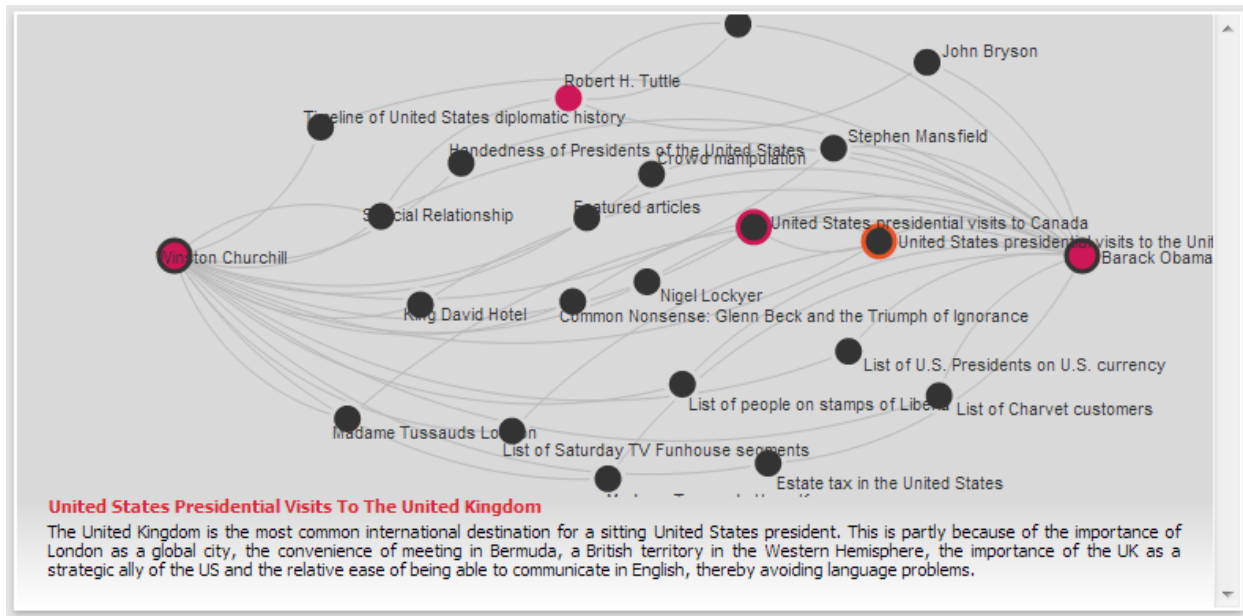 John Bryson
Robert H. Tuttle
Timeline of United States diplomatic history
Stephen Mansfield
Handedness of Presidents of the United States
Crowd manipulation
Featured articles
Special Relationship
United States presidential visits to Canada
United States presidential visits to the Unit
Winston Churchill
Barack Obama
Nigel Lockyer
King David Hotel
Common Nonsense: Glenn Beck and the Triumph of Ignorance
List of U.S. Presidents on U.S. currency
List of people on stamps of Liberia
List of Charvet customers
Madame Tussauds London
List of Saturday TV Funhouse segments
Estate tax in the United States
United States Presidential Visits To The United Kingdom
The United Kingdom is the most common international destination for a sitting United States president. This is partly because of the importance of
London as a global city, the convenience of meeting in Bermuda, a British territory in the Western Hemisphere, the importance of the UK as a
strategic ally of the US and the relative ease of being able to communicate in English, thereby avoiding language problems.